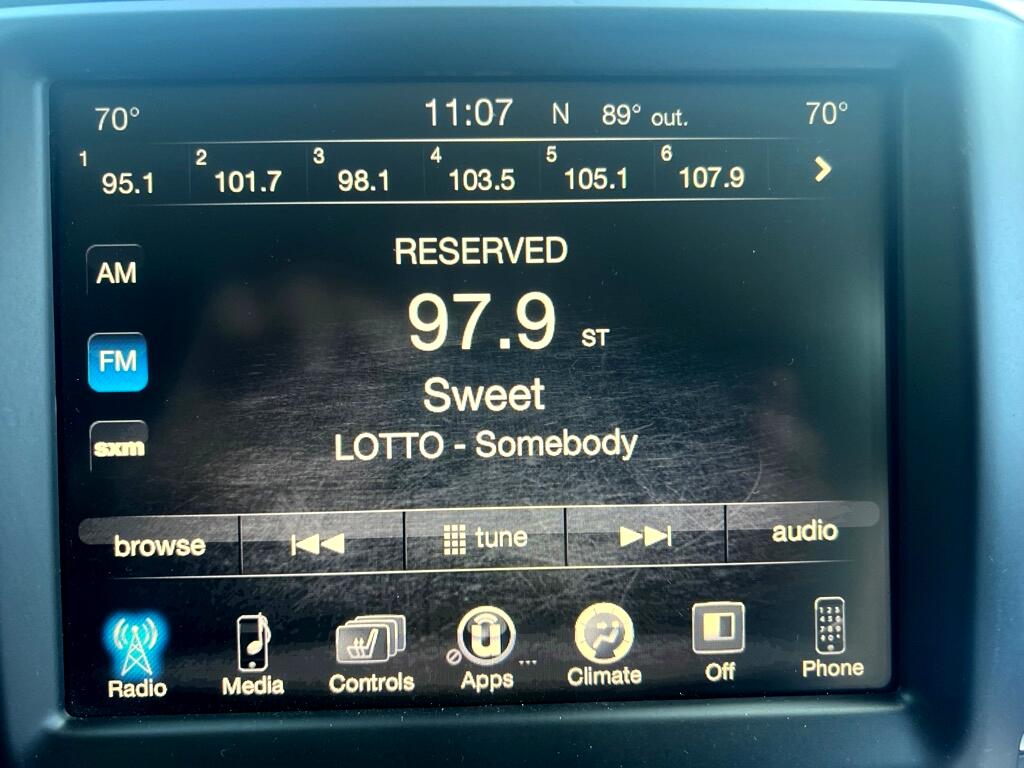 70° 11:07 N 89° out. 70°
1 95.1 2 101.7 3 98.1 4 103.5 5 105.1 6 107.9
RESERVED
AM
97.9 ST
FM
Sweet
LOTTO - Somebody
sxm
browse tune audio
Radio Media Controls Apps Climate Off Phone